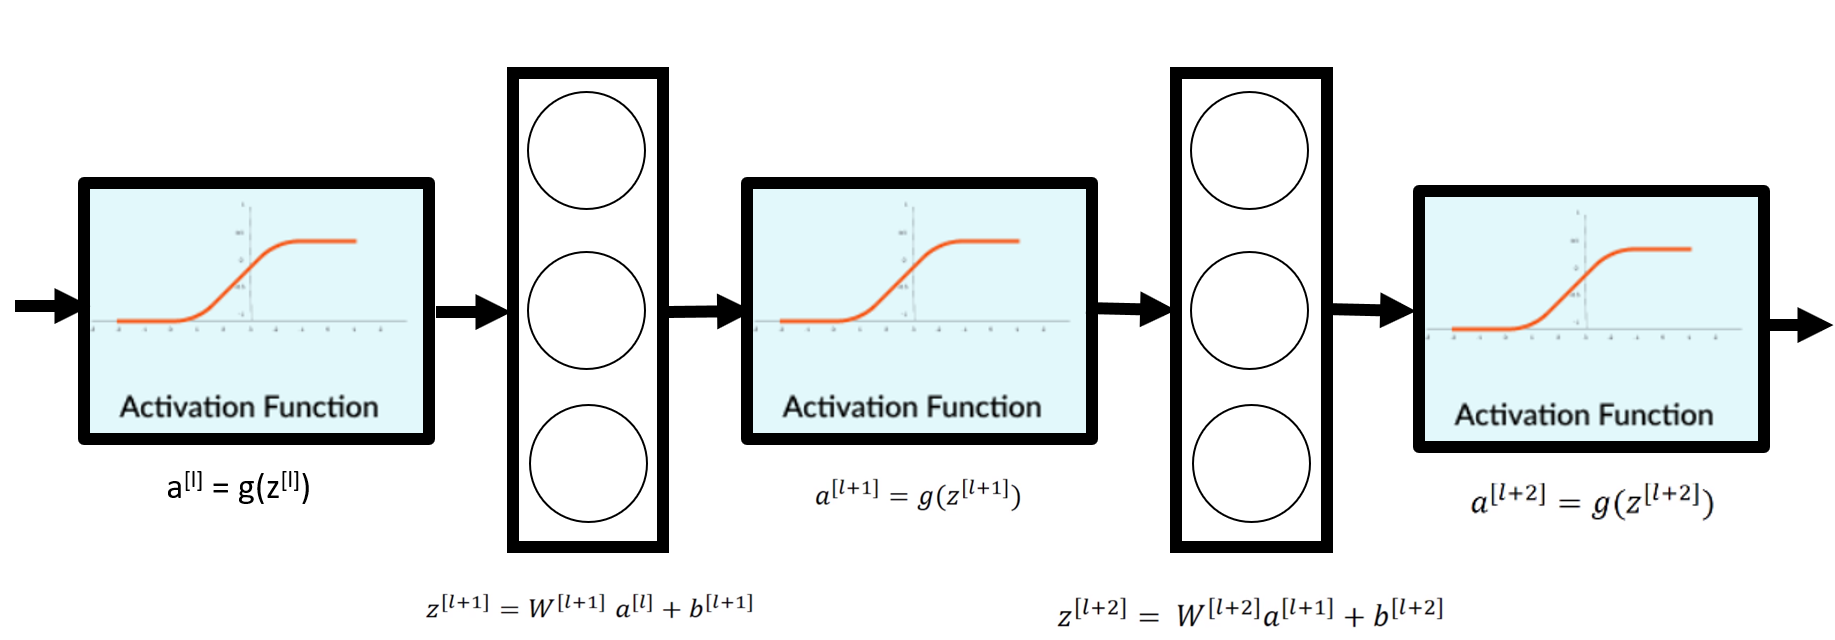 Activation Function
a[l] = g(z[l])
z[l+1] = W[l+1] a[l] + b[l+1]
Activation Function
a[l+1] = g(z[l+1])
z[l+2] = W[l+2]a[l+1] + b[l+2]
Activation Function
a[l+2] = g(z[l+2])